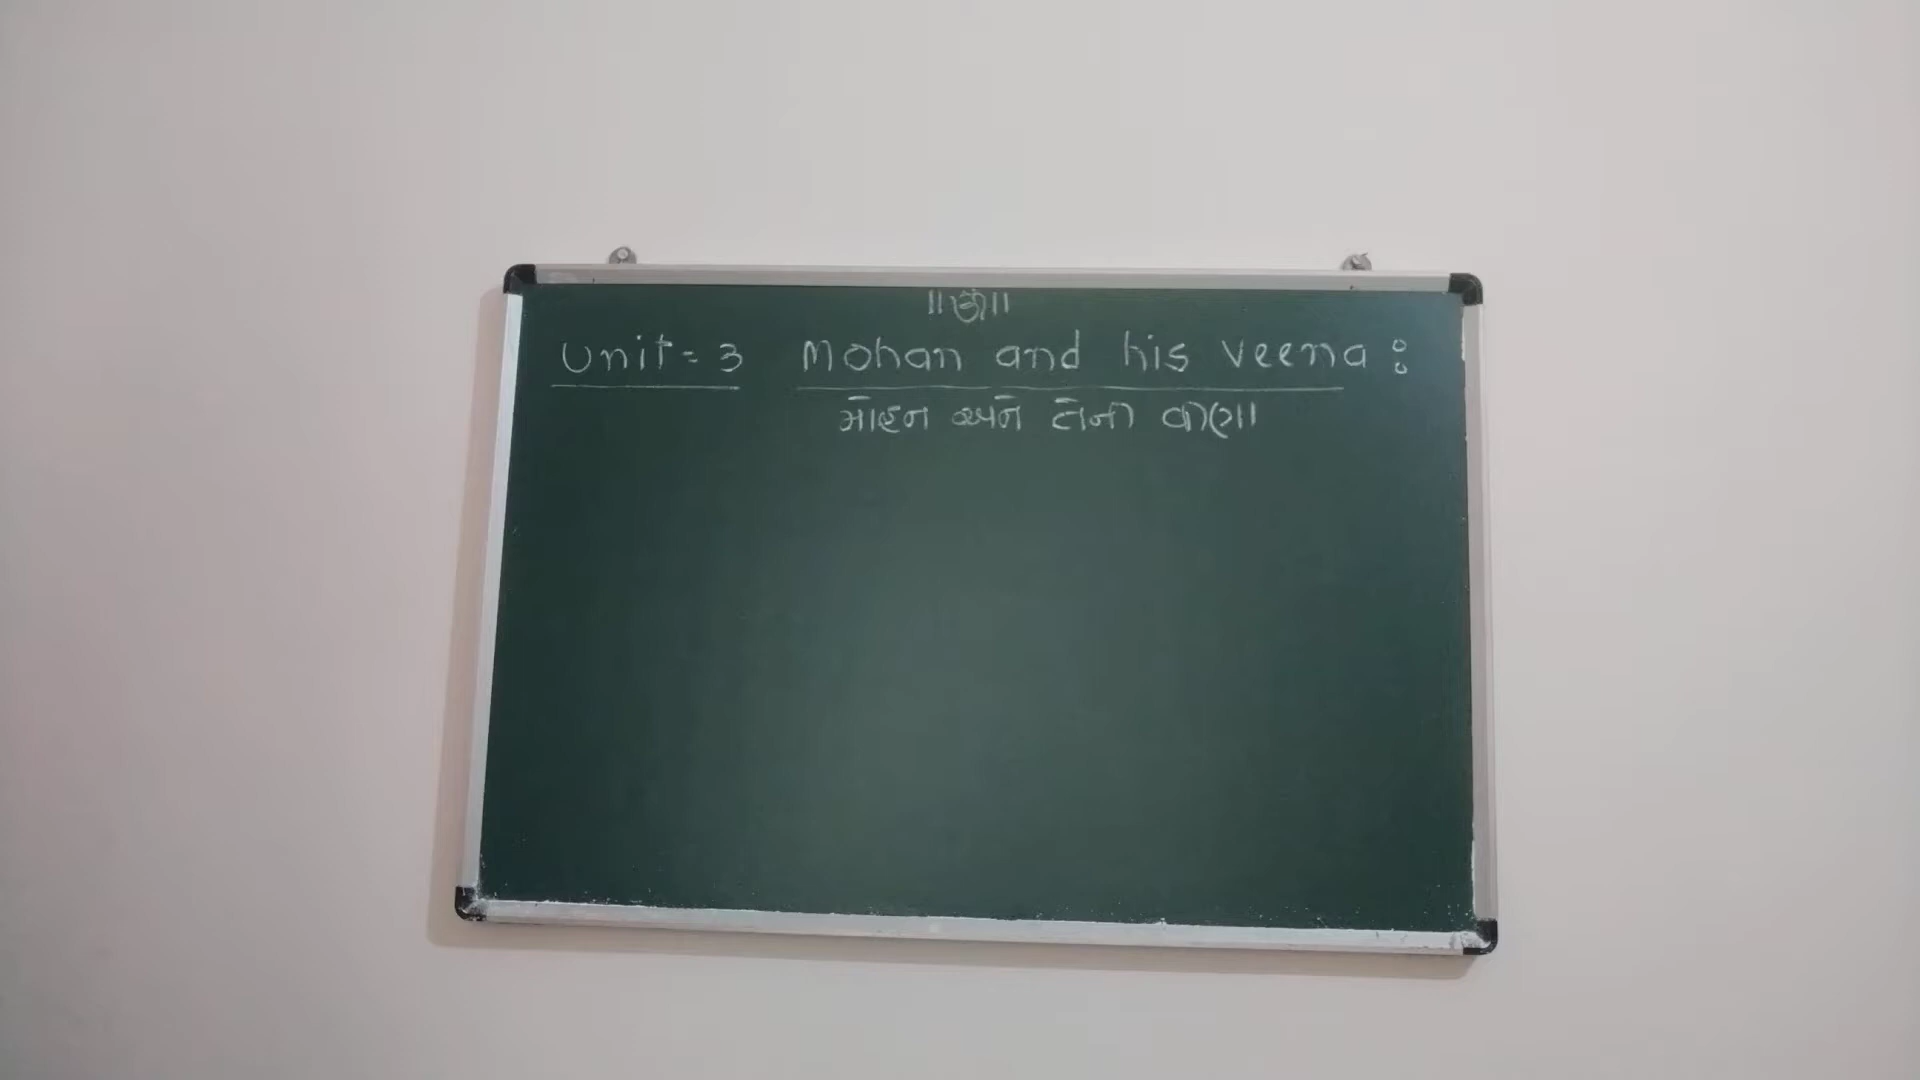 ॥ॐ॥
Unit = 3 Mohan and his Veena :
મોહન અને તેની વીણા